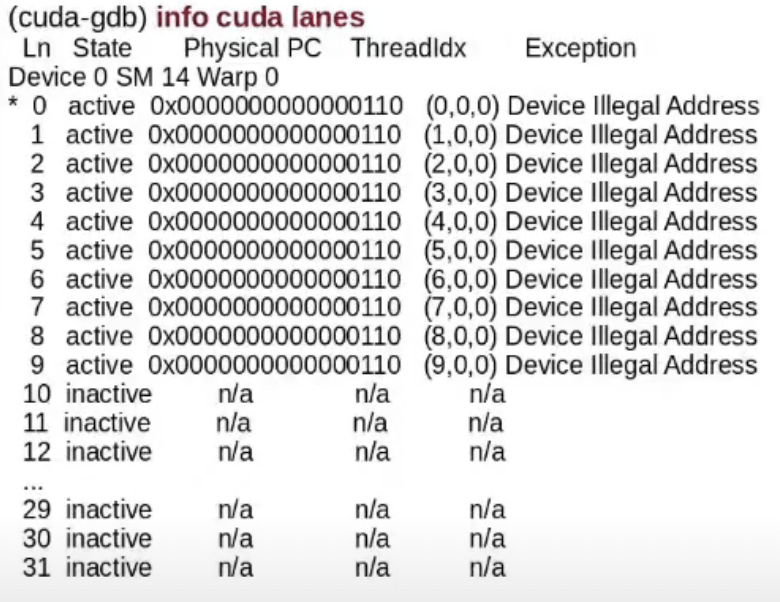 (cuda-gdb) info cuda lanes
Ln State Physical PC ThreadIdx Exception
Device 0 SM 14 Warp 0
* 0 active 0x0000000000000110 (0,0,0) Device Illegal Address
1 active 0x0000000000000110 (1,0,0) Device Illegal Address
2 active 0x0000000000000110 (2,0,0) Device Illegal Address
3 active 0x0000000000000110 (3,0,0) Device Illegal Address
4 active 0x0000000000000110 (4,0,0) Device Illegal Address
5 active 0x0000000000000110 (5,0,0) Device Illegal Address
6 active 0x0000000000000110 (6,0,0) Device Illegal Address
7 active 0x0000000000000110 (7,0,0) Device Illegal Address
8 active 0x0000000000000110 (8,0,0) Device Illegal Address
9 active 0x0000000000000110 (9,0,0) Device Illegal Address
10 inactive n/a n/a n/a
11 inactive n/a n/a n/a
12 inactive n/a n/a n/a
...
29 inactive n/a n/a n/a
30 inactive n/a n/a n/a
31 inactive n/a n/a n/a